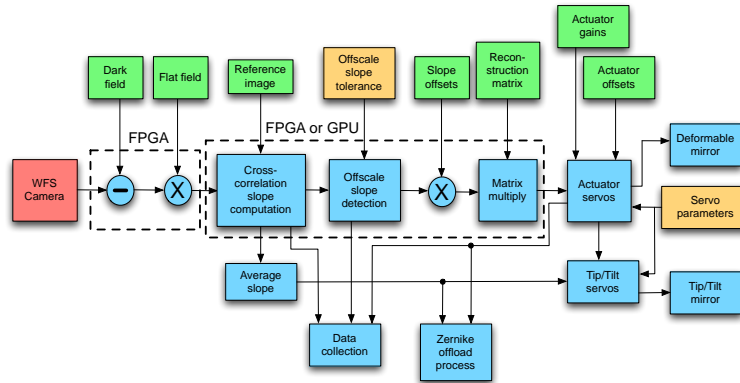 Actuator
gains
Dark
field
Flat field
Reference
image
Offscale
slope
tolerance
Slope
offsets
Recon-
struction
matrix
Actuator
offsets
FPGA
FPGA or GPU
Deformable
mirror
WFS
Camera
–
X
Cross-
correlation
slope
computation
Offscale
slope
detection
X
Matrix
multiply
Actuator
servos
Servo
parameters
Average
slope
Tip/Tilt
servos
Tip/Tilt
mirror
Data
collection
Zernike
offload
process